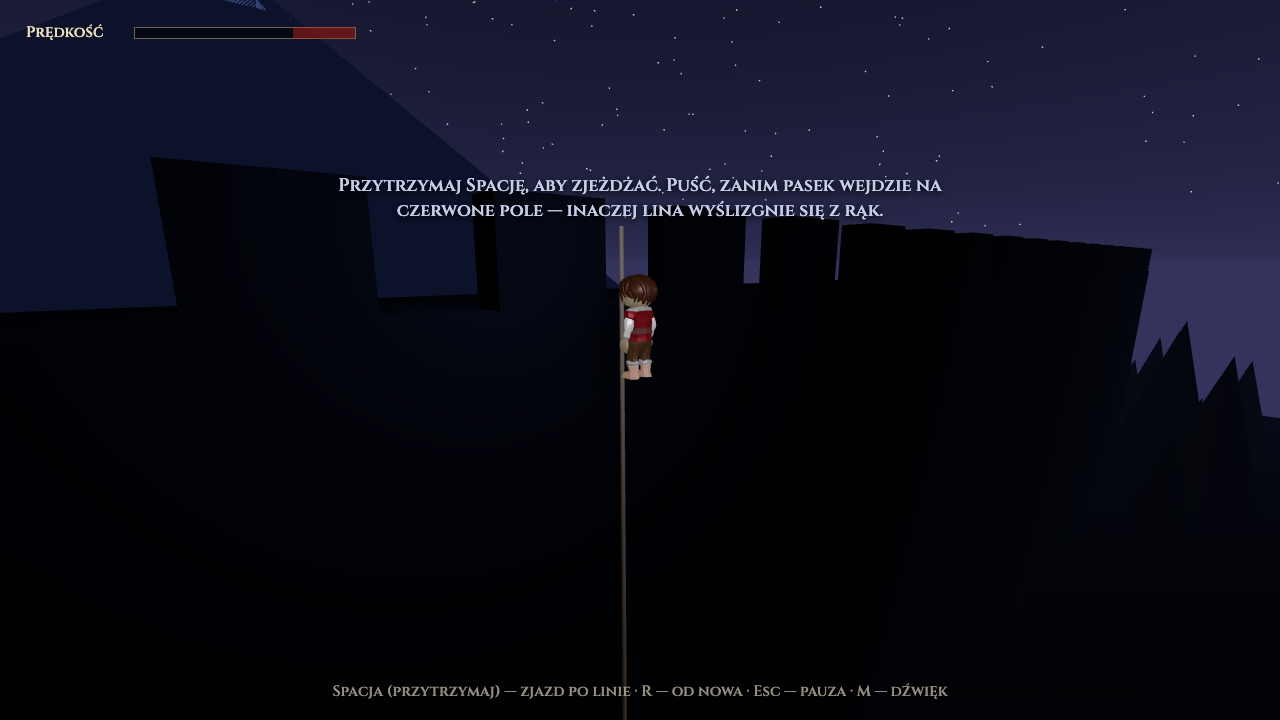 Prędkość
Przytrzymaj Spację, aby zjeżdżać. Puść, zanim pasek wejdzie na
czerwone pole — inaczej lina wyślizgnie się z rąk.
Spacja (przytrzymaj) — zjazd po linie · R — od nowa · Esc — pauza · M — dźwięk